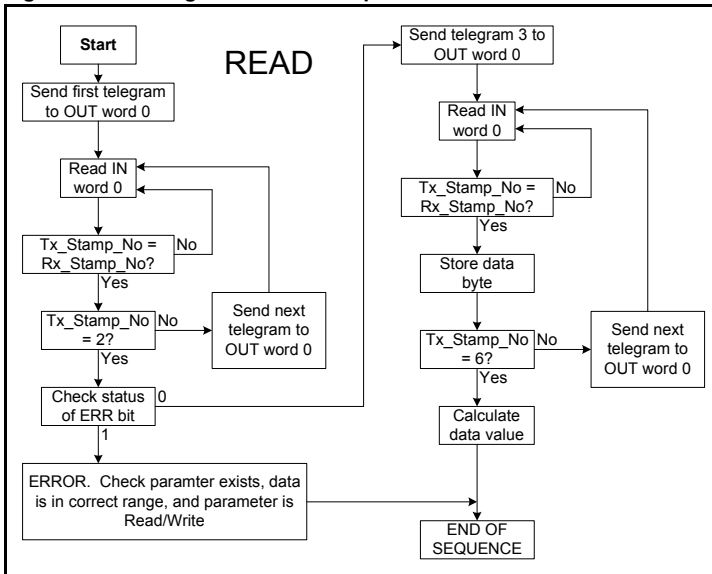 Start
READ
Send first telegram
to OUT word 0
Read IN
word 0
Tx_Stamp_No =
Rx_Stamp_No?
No
Yes
Tx_Stamp_No
= 2?
No
Send next
telegram to
OUT word 0
Yes
Check status
of ERR bit
0
1
ERROR. Check paramter exists, data
is in correct range, and parameter is
Read/Write
Send telegram 3 to
OUT word 0
Read IN
word 0
Tx_Stamp_No =
Rx_Stamp_No?
No
Yes
Store data
byte
Tx_Stamp_No
= 6?
No
Send next
telegram to
OUT word 0
Yes
Calculate
data value
END OF
SEQUENCE